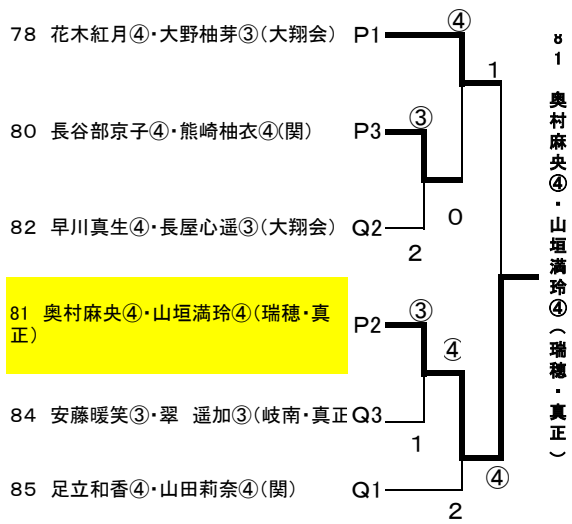 78 花木紅月④・大野柚芽③(大翔会) P1
④
1
80 長谷部京子④・熊崎柚衣④(関) P3
③
82 早川真生④・長屋心遥③(大翔会) Q2
0
2
81 奥村麻央④・山垣満玲④(瑞穂・真
正)
P2
③
④
84 安藤暖笑③・翠 遥加③(岐南・真正 Q3
1
④
85 足立和香④・山田莉奈④(関) Q1
2
81 奥村麻央④・山垣満玲④(瑞穂・真正)